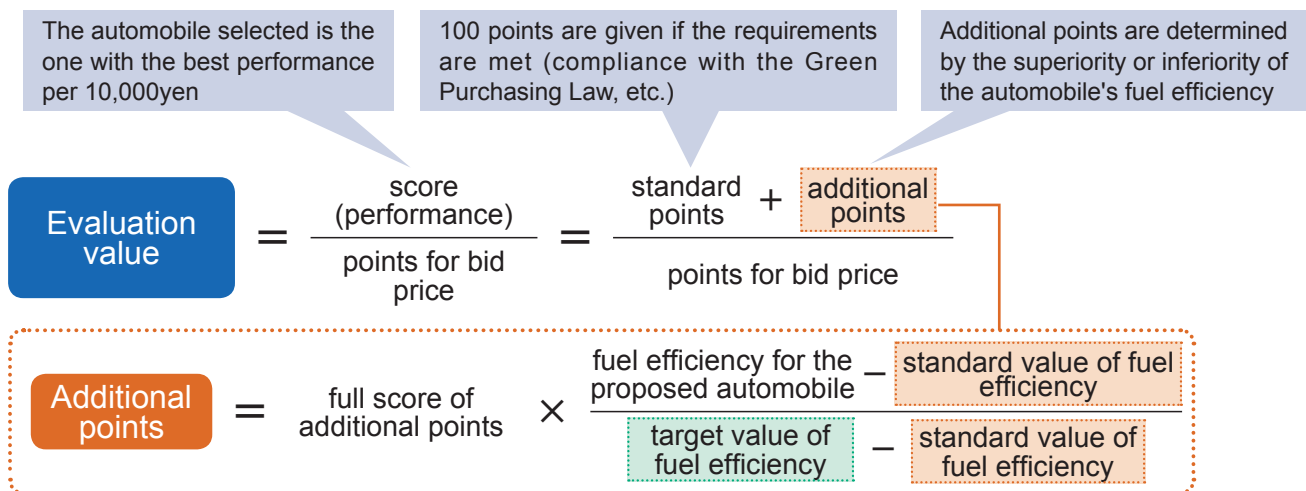 The automobile selected is the
one with the best performance
per 10,000yen
100 points are given if the requirements
are met (compliance with the Green
Purchasing Law, etc.)
Additional points are determined
by the superiority or inferiority of
the automobile's fuel efficiency
Evaluation
value
=
score
(performance)
points for bid
price
=
standard
points
+
additional
points
points for bid price
Additional
points
=
full score of
additional points
×
fuel efficiency for the
proposed automobile
−
standard value of fuel
efficiency
target value of
fuel efficiency
−
standard value of
fuel efficiency